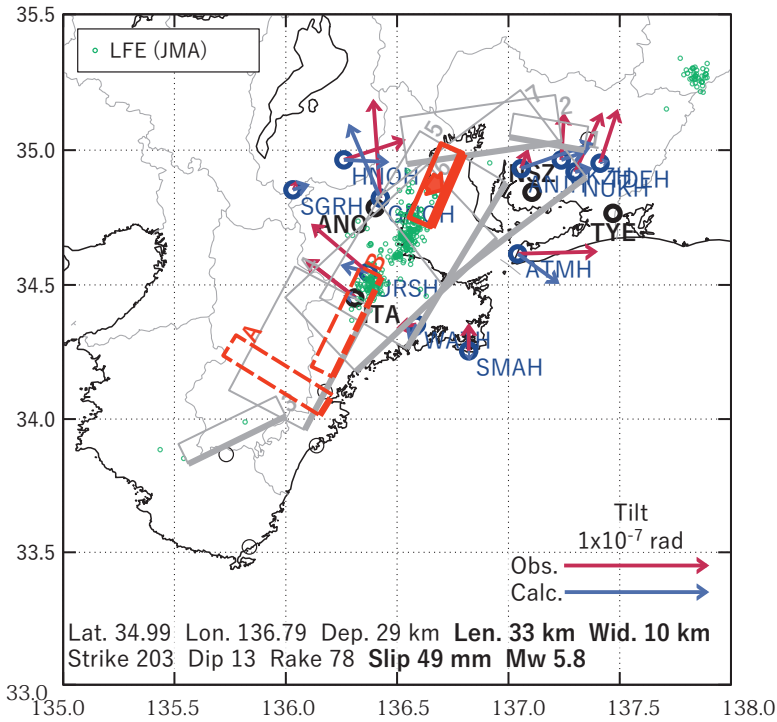 35.5
LFE (JMA)
7
2
1
5
6
35.0
HNOH
NSZ
SGRH
ANO
TYE
ATMH
34.5
B
URSH
A
WATH
SMAH
3
34.0
Tilt
1x10-7 rad
33.5
Obs.
Calc.
Lat. 34.99 Lon. 136.79 Dep. 29 km Len. 33 km Wid. 10 km
Strike 203 Dip 13 Rake 78 Slip 49 mm Mw 5.8
33.0
135.0 135.5 136.0 136.5 137.0 137.5 138.0